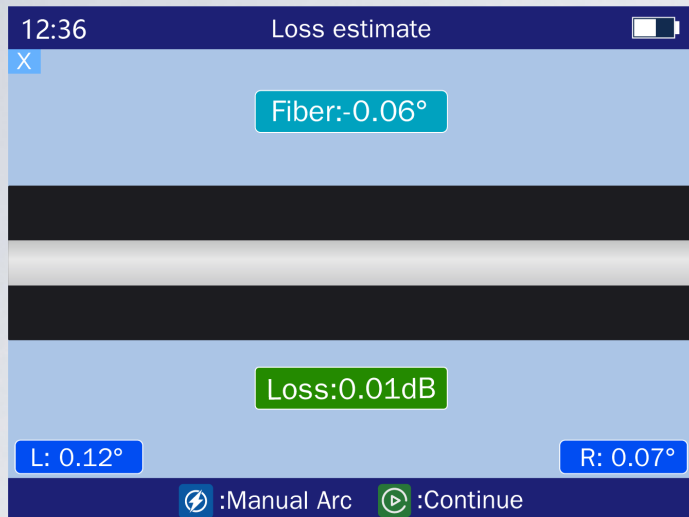 12:36 Loss estimate
X
Fiber:-0.06°
Loss:0.01dB
L: 0.12° R: 0.07°
:Manual Arc :Continue